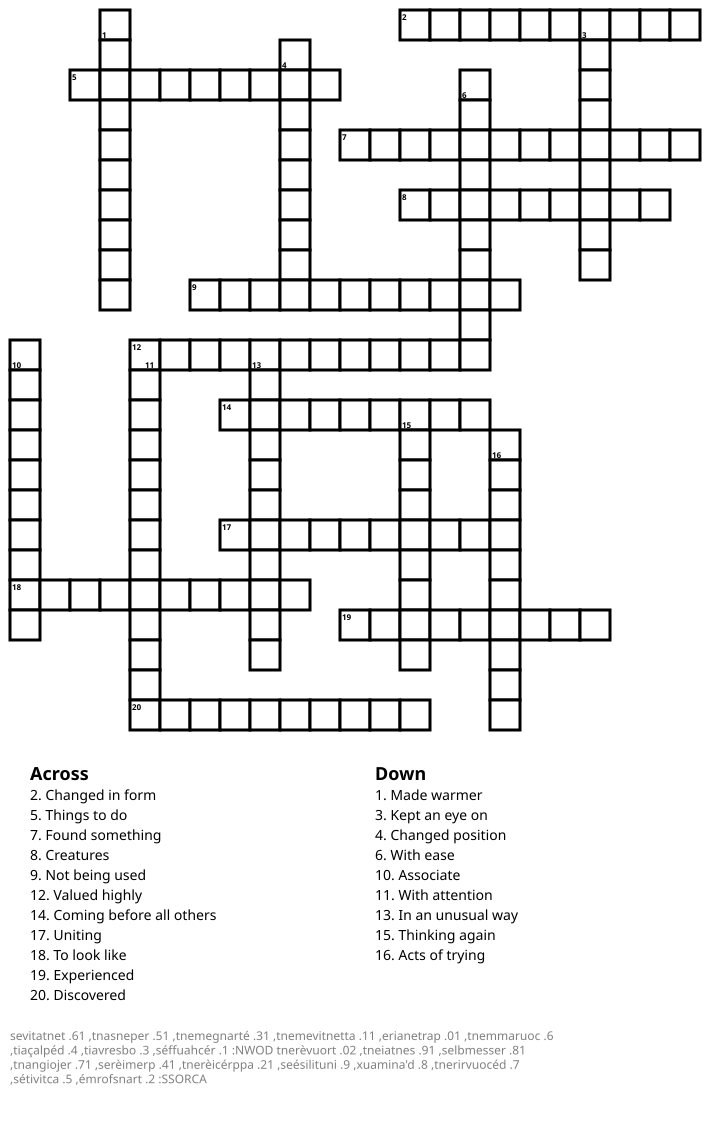 2
1
3
4
5
6
7
8
9
12
10
11
13
14
15
16
17
18
19
20
Across
2. Changed in form
5. Things to do
7. Found something
8. Creatures
9. Not being used
12. Valued highly
14. Coming before all others
17. Uniting
18. To look like
19. Experienced
20. Discovered
Down
1. Made warmer
3. Kept an eye on
4. Changed position
6. With ease
10. Associate
11. With attention
13. In an unusual way
15. Thinking again
16. Acts of trying
sevitatnet .61 ,tnasneper .51 ,tnemegnarté .31 ,tnemevitnetta .11 ,erianetrap .01 ,tnemmaruoc .6
,tiaçalpéd .4 ,tiavresbo .3 ,séffuahcér .1 :NWOD tnerèvuort .02 ,tneiatnes .91 ,selbmesser .81
,tnangiojer .71 ,serèimerp .41 ,tnerèicérppa .21 ,seésilituni .9 ,xuamina'd .8 ,tnerirvuocéd .7
,sétivitca .5 ,émrofsnart .2 :SSORCA